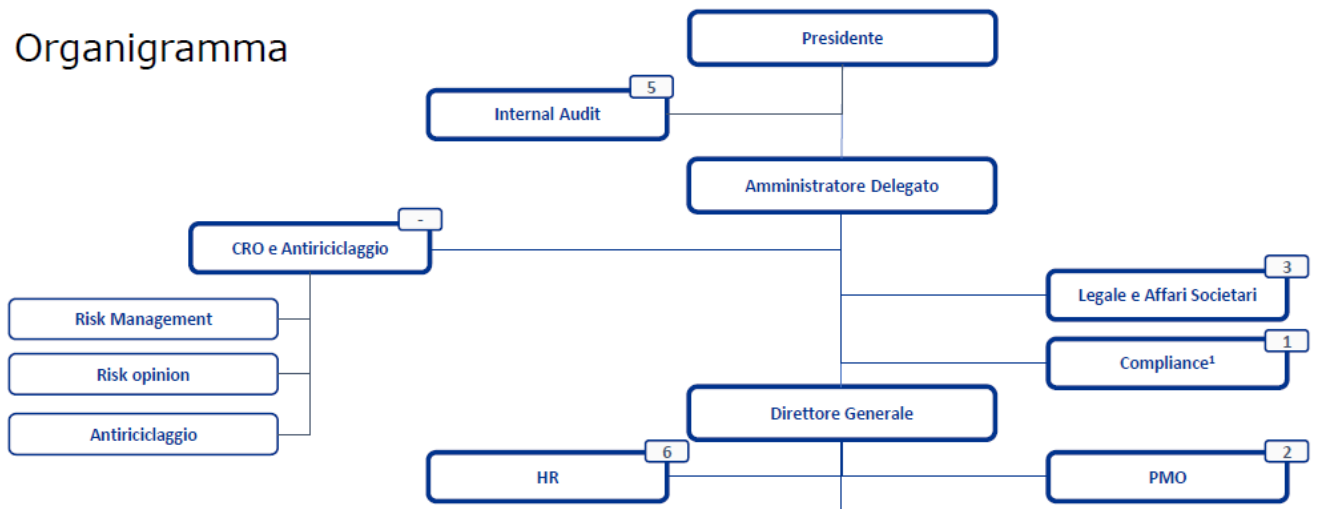 Organigramma
Presidente
5
Internal Audit
Amministratore Delegato
-
CRO e Antiriciclaggio
3
Legale e Affari Societari
Risk Management
1
Compliance¹
Risk opinion
Direttore Generale
Antiriciclaggio
6
HR
2
PMO